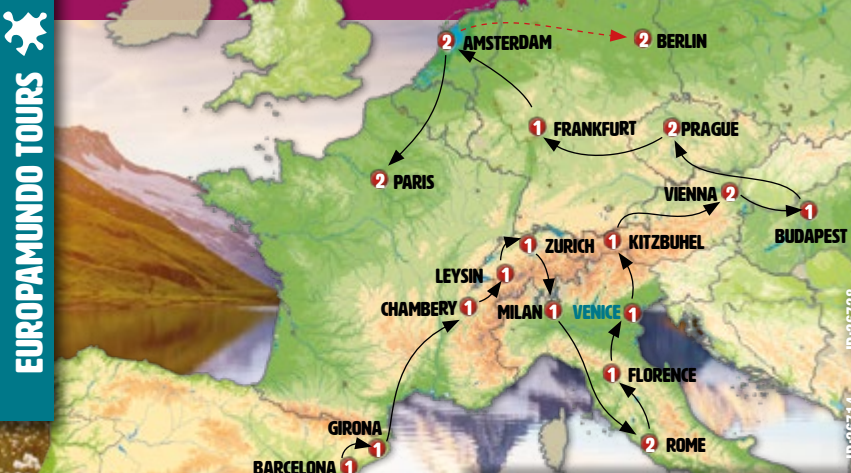 EUROPAMUNDO TOURS
2 AMSTERDAM
2 BERLIN
1 FRANKFURT
2 PRAGUE
2 PARIS
VIENNA 2
1 BUDAPEST
1 ZURICH
1 KITZBUHEL
LEYSIN 1
CHAMBERY 1
MILAN 1
VENICE 1
1 FLORENCE
GIRONA 1
2 ROME
BARCELONA 1